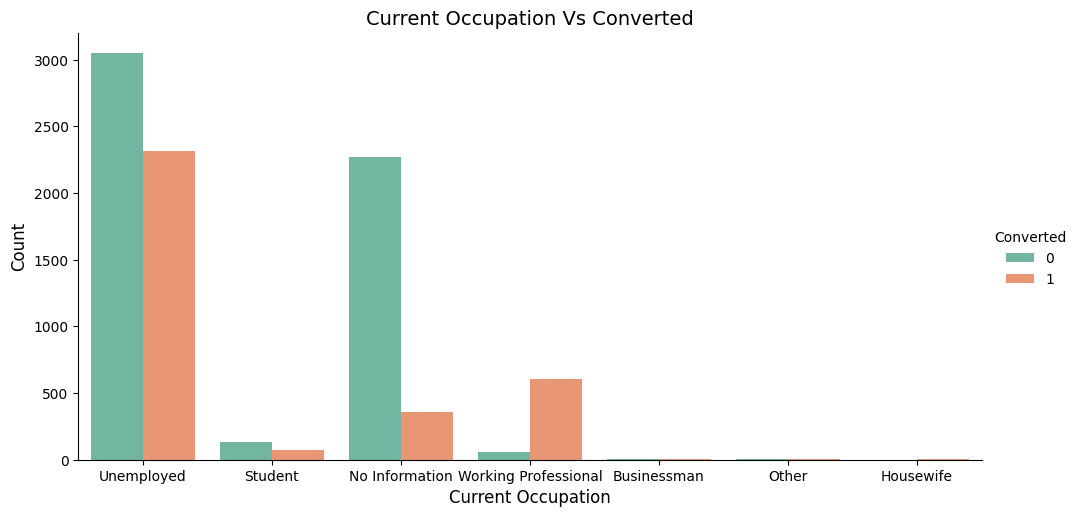 Current Occupation Vs Converted
3000
2500
2000
1500
1000
500
0
Count
Unemployed Student No Information Working Professional Businessman Other Housewife
Current Occupation
Converted
0
1